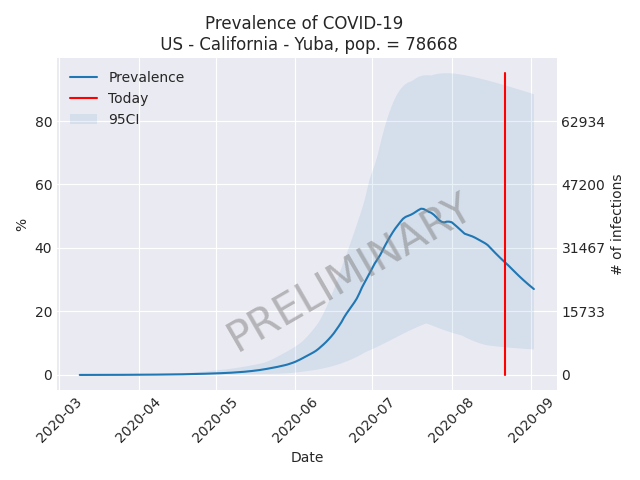 Prevalence of COVID-19
US - California - Yuba, pop. = 78668
Prevalence
Today
95CI
80
60
40
20
0
%
62934
47200
31467
15733
0
# of infections
PRELIMINARY
2020-03
2020-04
2020-05
2020-06
2020-07
2020-08
2020-09
Date